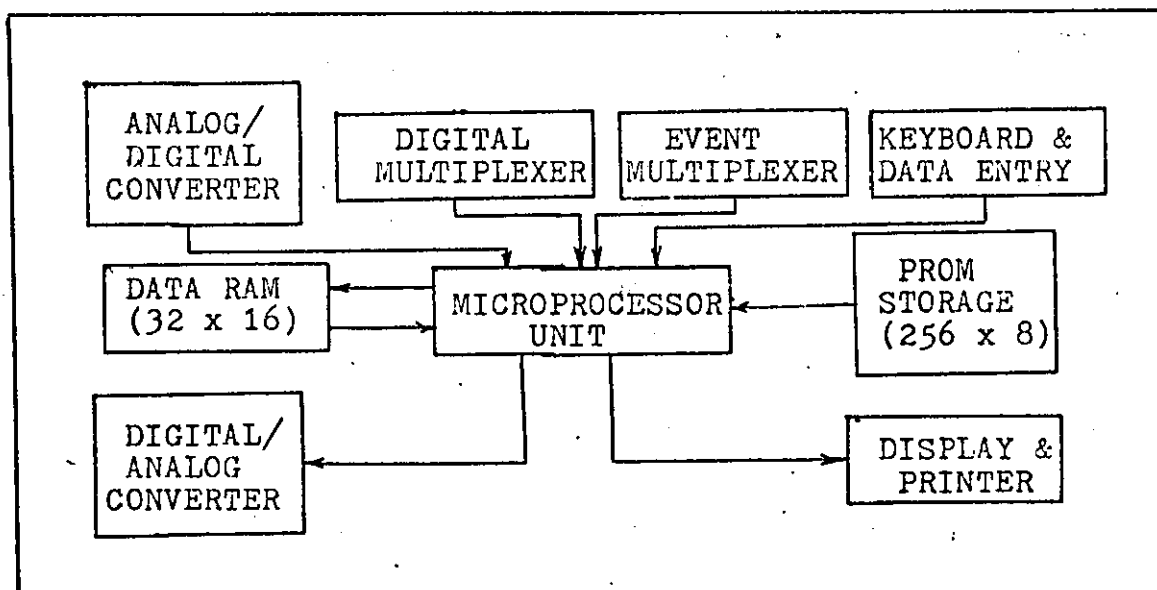 ANALOG/
DIGITAL
CONVERTER
DIGITAL
MULTIPLEXER
EVENT
MULTIPLEXER
KEYBOARD &
DATA ENTRY
DATA RAM
(32 x 16)
MICROPROCESSOR
UNIT
PROM
STORAGE
(256 x 8)
DIGITAL/
ANALOG
CONVERTER
DISPLAY &
PRINTER